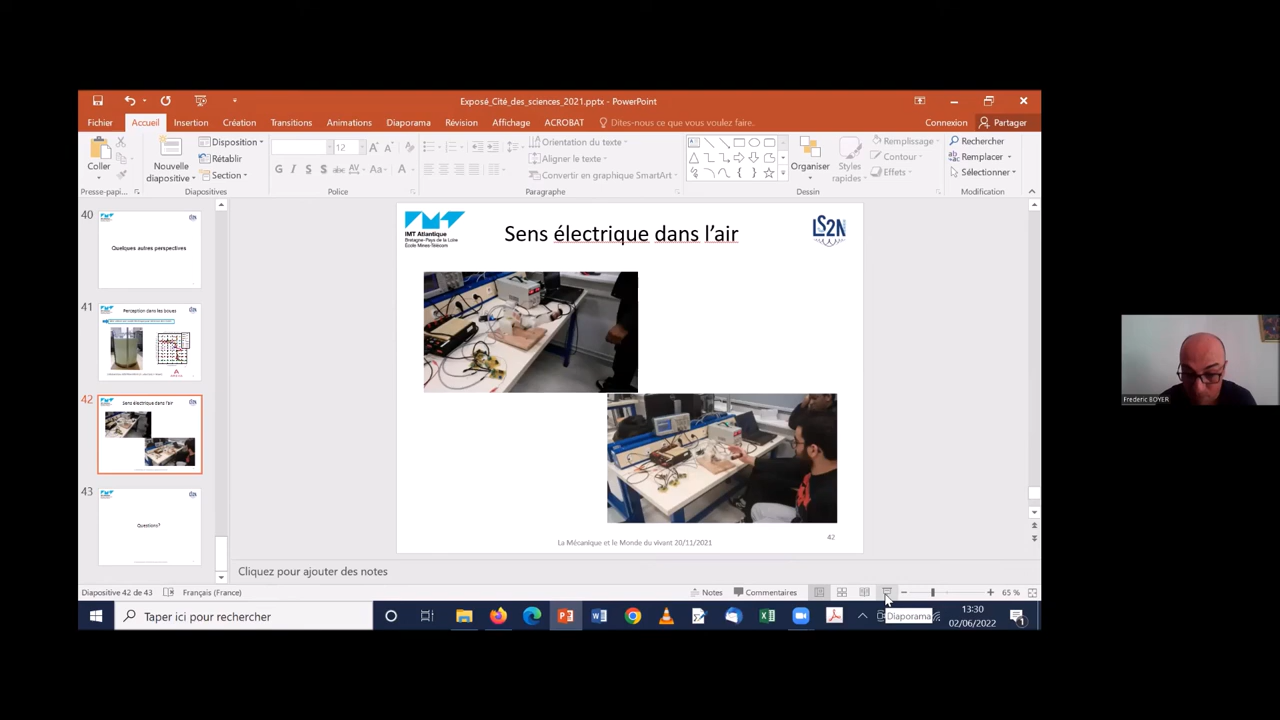 Exposé_Cité_des_sciences_2021.pptx - PowerPoint
Fichier Accueil Insertion Création Transitions Animations Diaporama Révision Affichage ACROBAT Dites-nous ce que vous voulez faire. Connexion Partager
Coller
Nouvelle diapositive
Disposition
Rétablir
Section
12
G I S S abc AV Aa A
Orientation du texte
Aligner le texte
Convertir en graphique SmartArt
Organiser
Styles rapides
Remplissage
Contour
Effets
Rechercher
Remplacer
Sélectionner
Presse-papi... Diapositives Police Paragraphe Dessin Modification
40
Quelques autres perspectives
41
Perception dans les boues
42
Sens électrique dans l'air
43
Questions?
IMT Atlantique
Bretagne-Pays de la Loire
École Mines-Télécom
Sens électrique dans l'air
LS2N
La Mécanique et le Monde du vivant 20/11/2021
42
Cliquez pour ajouter des notes
Diapositive 42 de 43 Français (France) Notes Commentaires 65 %
Diaporama
Taper ici pour rechercher
13:30
02/06/2022
1
Frederic BOYER